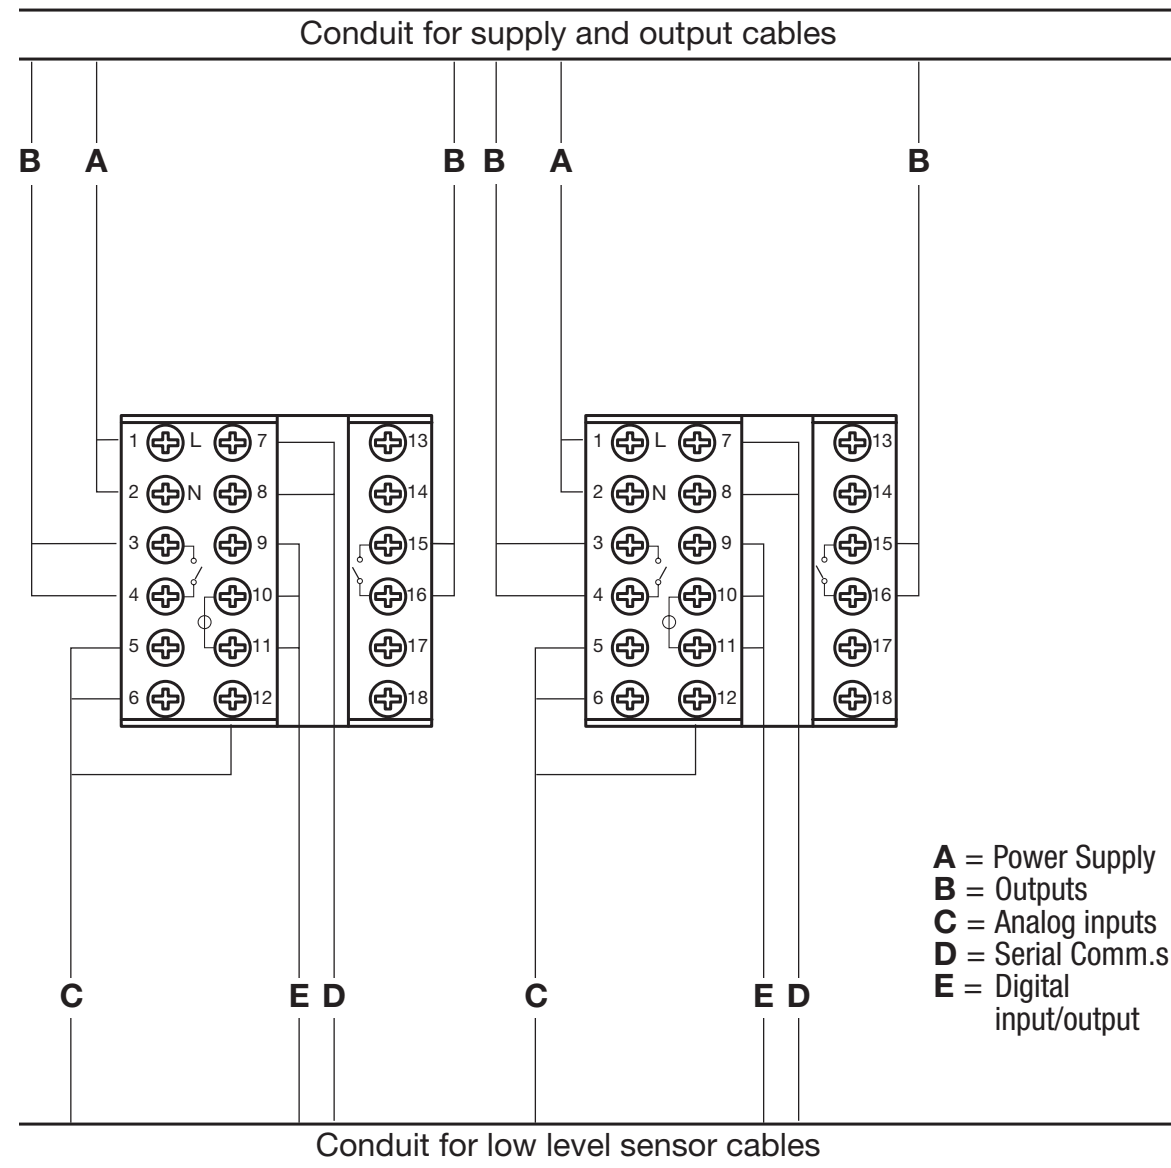 Conduit for supply and output cables
B A B B A B
1 L 7 13 1 L 7 13
2 N 8 14 2 N 8 14
3 9 15 3 9 15
4 10 16 4 10 16
5 11 17 5 11 17
6 12 18 6 12 18
A = Power Supply
B = Outputs
C = Analog inputs
D = Serial Comm.s
E = Digital
input/output
C E D C E D
Conduit for low level sensor cables